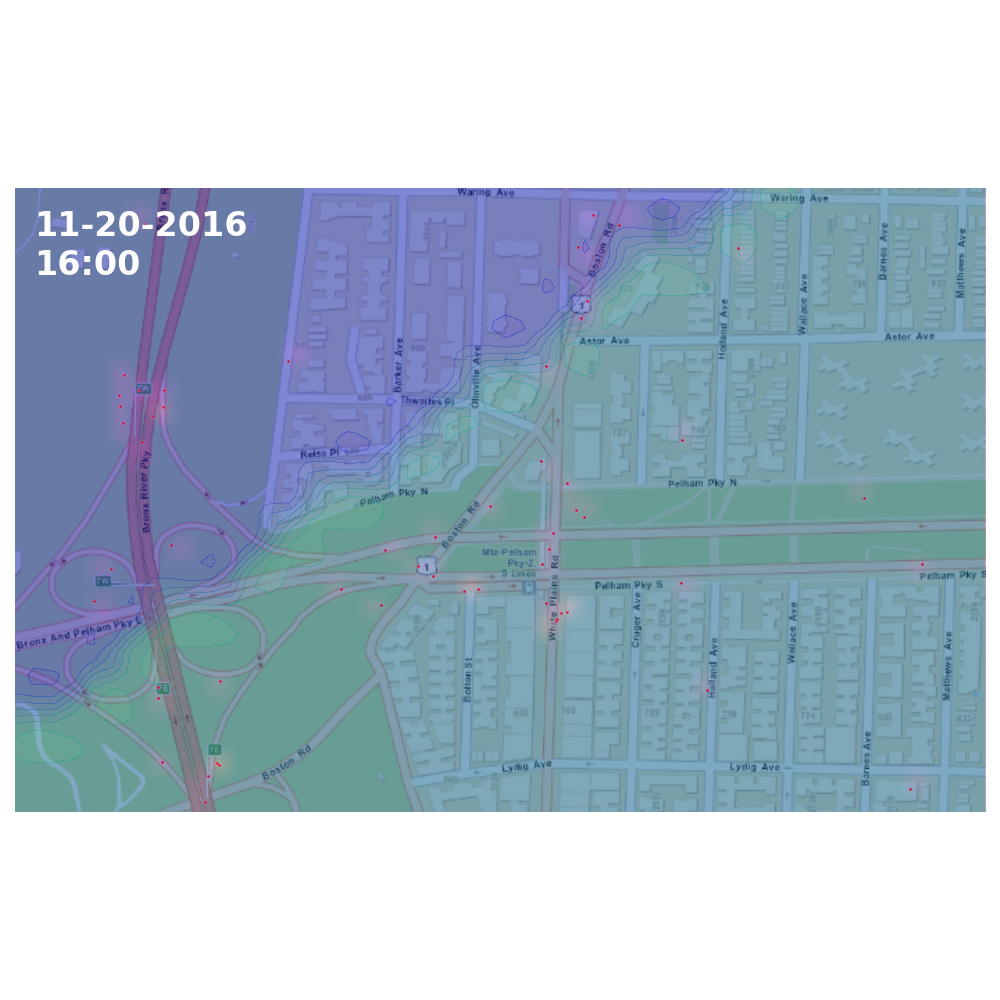 11-20-2016
16:00
Waring Ave
Waring Ave
Boston Rd
1
Barnes Ave
Matthews Ave
Wallace Ave
Holland Ave
Astor Ave
Astor Ave
Barker Ave
Olinville Ave
Thwaites Pl
Reiss Pl
7W
Bronx River Pky
Pelham Pky N
Pelham Pky N
Boston Rd
Mta-Pelham
Pky-2,
5 Lines
1
7W
White Plains Rd
Pelham Pky S
Pelham Pky S
Bronx And Pelham Pky E
Cruger Ave
Wallace Ave
Holland Ave
Matthews Ave
Bolton St
7E
7E
Boston Rd
Lydig Ave
Lydig Ave
Barnes Ave